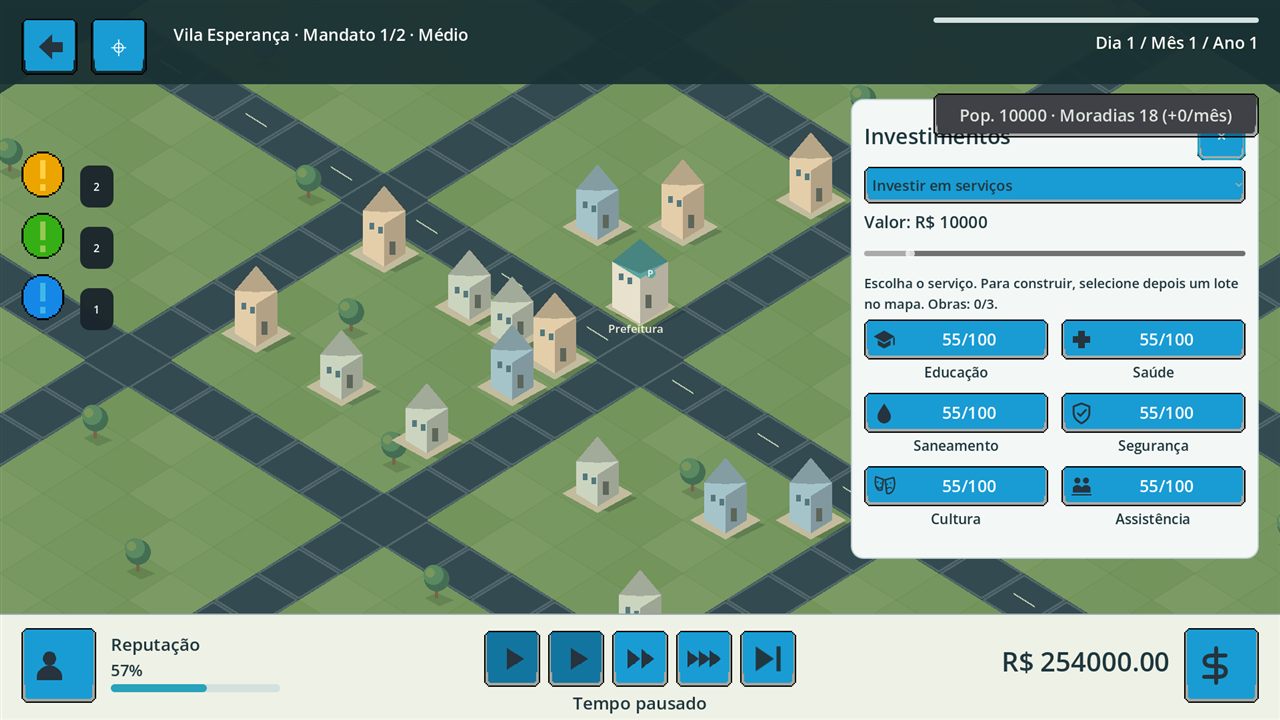 Vila Esperança · Mandato 1/2 · Médio
Dia 1 / Mês 1 / Ano 1
Pop. 10000 · Moradias 18 (+0/mês)
Investimentos
Investir em serviços
Valor: R$ 10000
Escolha o serviço. Para construir, selecione depois um lote
no mapa. Obras: 0/3.
55/100
55/100
Educação
Saúde
55/100
55/100
Saneamento
Segurança
55/100
55/100
Cultura
Assistência
2
2
1
P
Prefeitura
Reputação
57%
Tempo pausado
R$ 254000.00